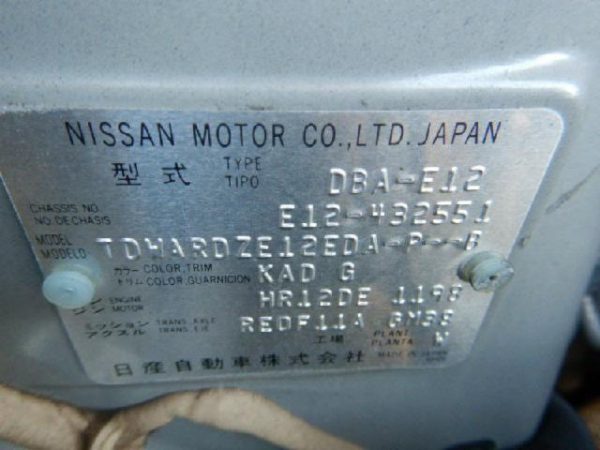 NISSAN MOTOR CO.,LTD. JAPAN
型式 TYPE TIPO DBA-E12
CHASSIS NO. NO. DE CHASIS E12-432551
MODEL MODELO TDWARDZE12EDA-P--B
カラー COLOR, TRIM トリム COLOR, GUARNICION KAD G
ENGINE MOTOR HR12DE 1198
ミッション TRANS. AXLE アクスル TRANS. EJE RE0F11A GM38
工場 PLANT PLANTA W
日産自動車株式会社 MADE IN JAPAN